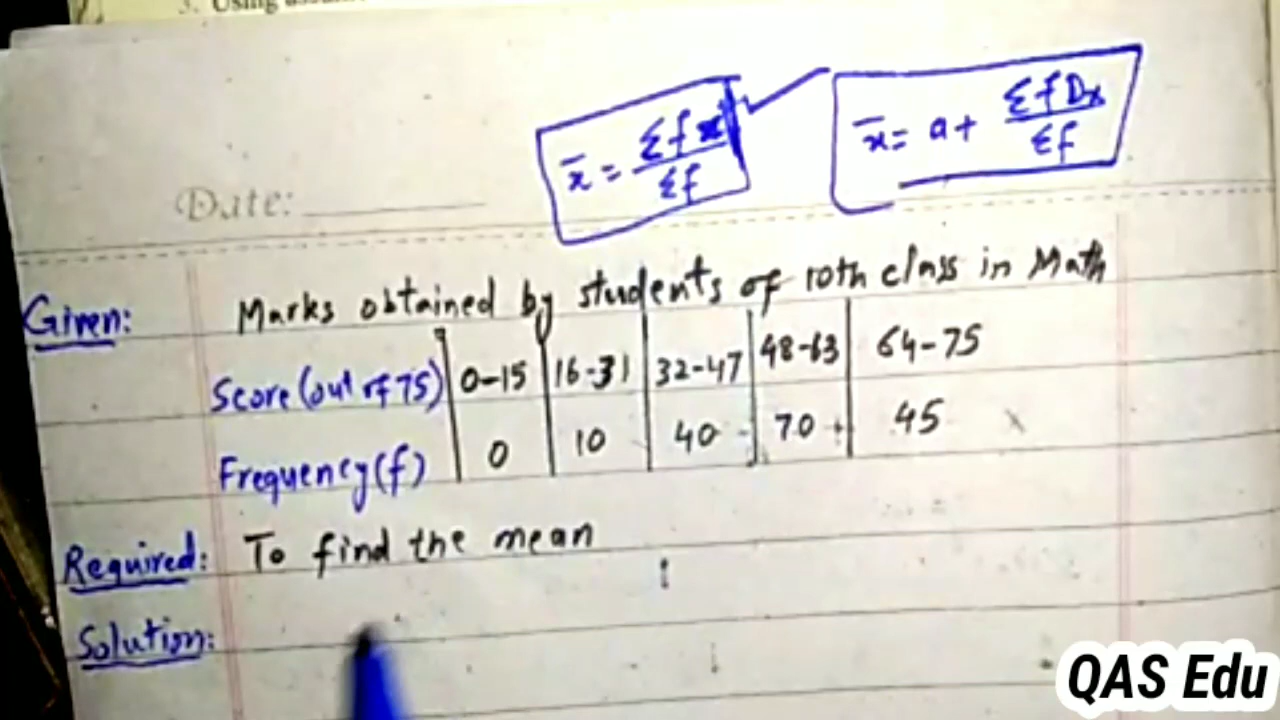 3. Using
x̄ = Σfx / Σf
x̄ = a + ΣfDx / Σf
Date:
Given: Marks obtained by students of 10th class in Math
Score (out of 75) 0-15 16-31 32-47 48-63 64-75
Frequency (f) 0 10 40 70 45
Required: To find the mean
Solution:
QAS Edu